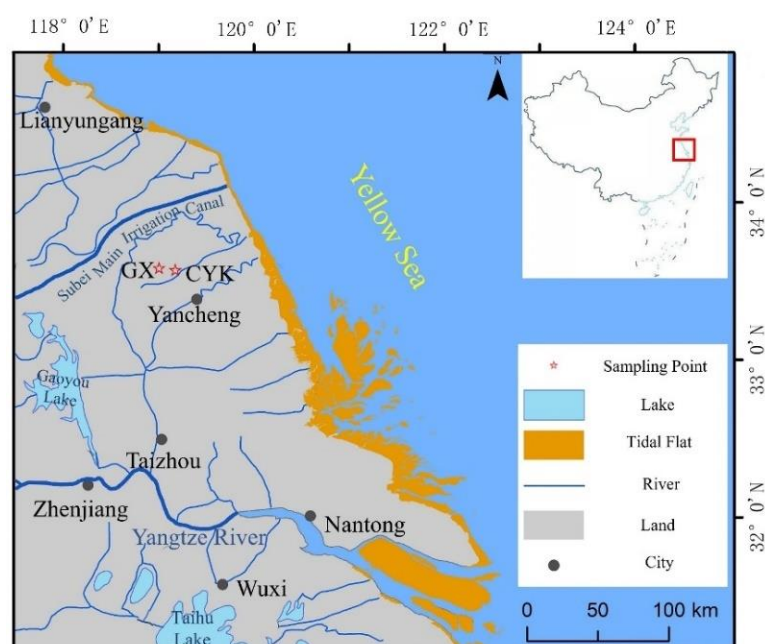 118° 0'E
120° 0'E
122° 0'E
124° 0'E
N
Lianyungang
Yellow Sea
34° 0'N
Subei Main Irrigation Canal
GX
CYK
Yancheng
33° 0'N
Gaoyou
Lake
Sampling Point
Lake
Tidal Flat
River
Land
City
Taizhou
Zhenjiang
32° 0'N
Nantong
Yangtze River
Wuxi
Taihu
Lake
0 50 100 km